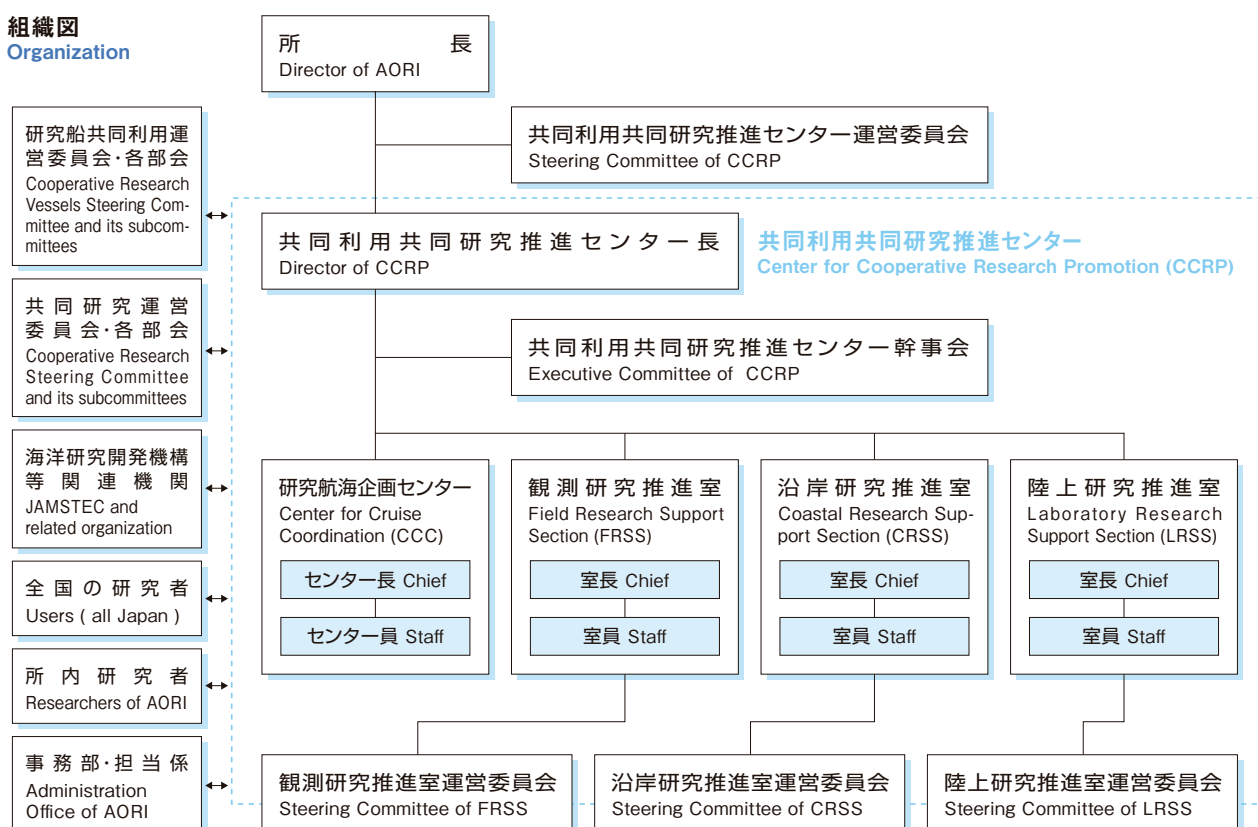 組織図
Organization
所長
Director of AORI
共同利用共同研究推進センター運営委員会
Steering Committee of CCRP
共同利用共同研究推進センター長
Director of CCRP
共同利用共同研究推進センター
Center for Cooperative Research Promotion (CCRP)
共同利用共同研究推進センター幹事会
Executive Committee of CCRP
研究船共同利用運
営委員会・各部会
Cooperative Research
Vessels Steering Com-
mittee and its subcom-
mittees
共同研究運営
委員会・各部会
Cooperative Research
Steering Committee
and its subcommittees
海洋研究開発機構
等関連機関
JAMSTEC and
related organization
全国の研究者
Users ( all Japan )
所内研究者
Researchers of AORI
事務部・担当係
Administration
Office of AORI
研究航海企画センター
Center for Cruise
Coordination (CCC)
センター長 Chief
センター員 Staff
観測研究推進室
Field Research Support
Section (FRSS)
室長 Chief
室員 Staff
沿岸研究推進室
Coastal Research Sup-
port Section (CRSS)
室長 Chief
室員 Staff
陸上研究推進室
Laboratory Research
Support Section (LRSS)
室長 Chief
室員 Staff
観測研究推進室運営委員会
Steering Committee of FRSS
沿岸研究推進室運営委員会
Steering Committee of CRSS
陸上研究推進室運営委員会
Steering Committee of LRSS